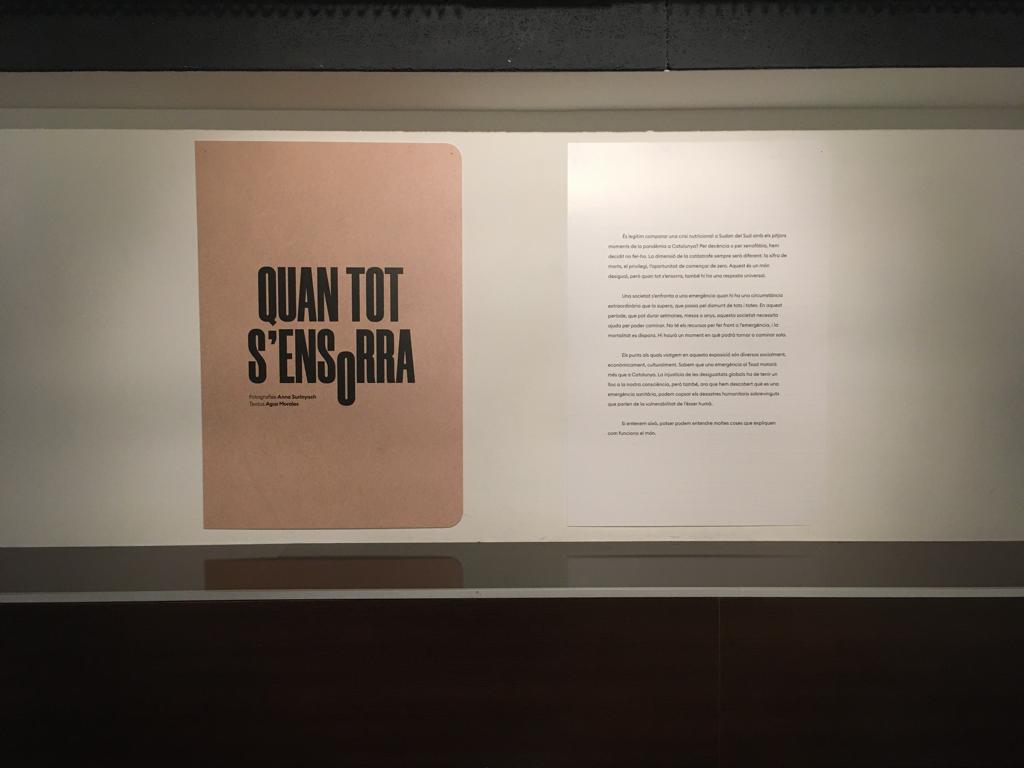 QUAN TOT
S'ENSORRA
Fotografies Anna Surinyach
Textos Agus Morales
És legítim comparar una crisi nutricional a Sudan del Sud amb els pitjors
moments de la pandèmia a Catalunya? Per decència o per xenofòbia, hem
decidit no fer-ho. La dimensió de la catàstrofe sempre serà diferent: la xifra de
morts, el privilegi, l'oportunitat de començar de zero. Aquest és un món
desigual, però quan tot s'ensorra, també hi ha una resposta universal.
Una societat s'enfronta a una emergència quan hi ha una circumstància
extraordinària que la supera, que passa pel damunt de tots i totes. En aquest
període, que pot durar setmanes, mesos o anys, aquesta societat necessita
ajuda per poder caminar. No té els recursos per fer front a l'emergència, i la
mortalitat es dispara. Hi haurà un moment en què podrà tornar a caminar sola.
Els punts als quals viatgem en aquesta exposició són diversos socialment,
econòmicament, culturalment. Sabem que una emergència al Txad matarà
més que a Catalunya. La injustícia de les desigualtats globals ha de tenir un
lloc a la nostra consciència, però també, ara que hem descobert què és una
emergència sanitària, podem copsar els desastres humanitaris sobrevinguts
que parlen de la vulnerabilitat de l'ésser humà.
Si entenem això, potser podem entendre moltes coses que expliquen
com funciona el món.